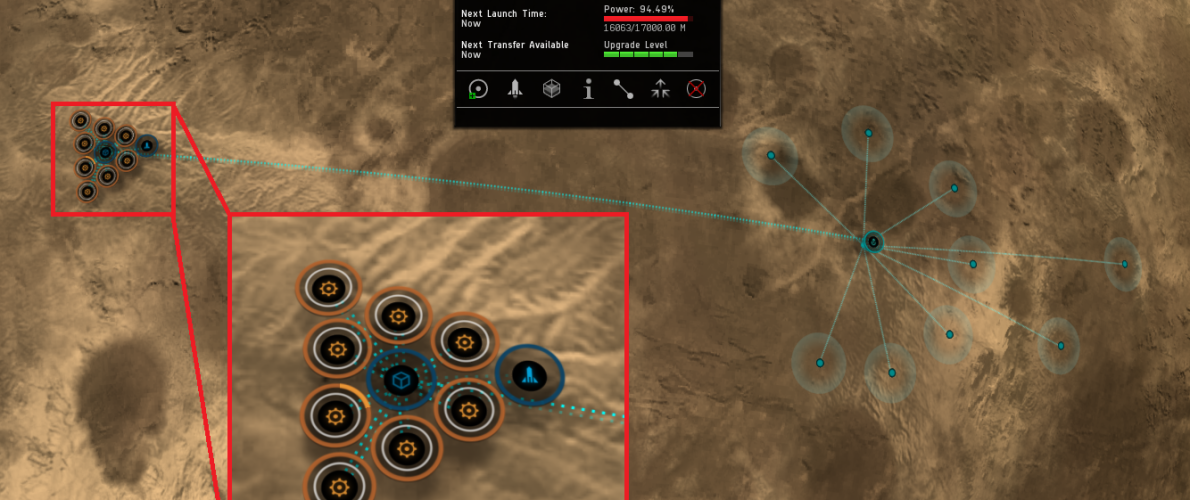 Next Launch Time:
Now
Power: 94.49%
16063/17000.00 M
Next Transfer Available
Now
Upgrade Level